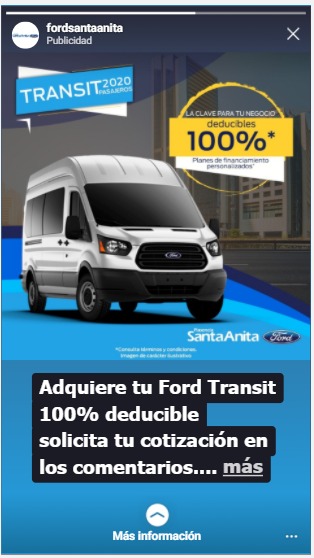 fordsantaanita
Publicidad
TRANSIT 2020
PASAJEROS
LA CLAVE PARA TU NEGOCIO
deducibles
100%*
Planes de financiamiento
personalizados*
SantaAnita Ford
*Consulta términos y condiciones.
Imagen de carácter ilustrativo.
Adquiere tu Ford Transit
100% deducible
solicita tu cotización en
los comentarios.... más
Más información